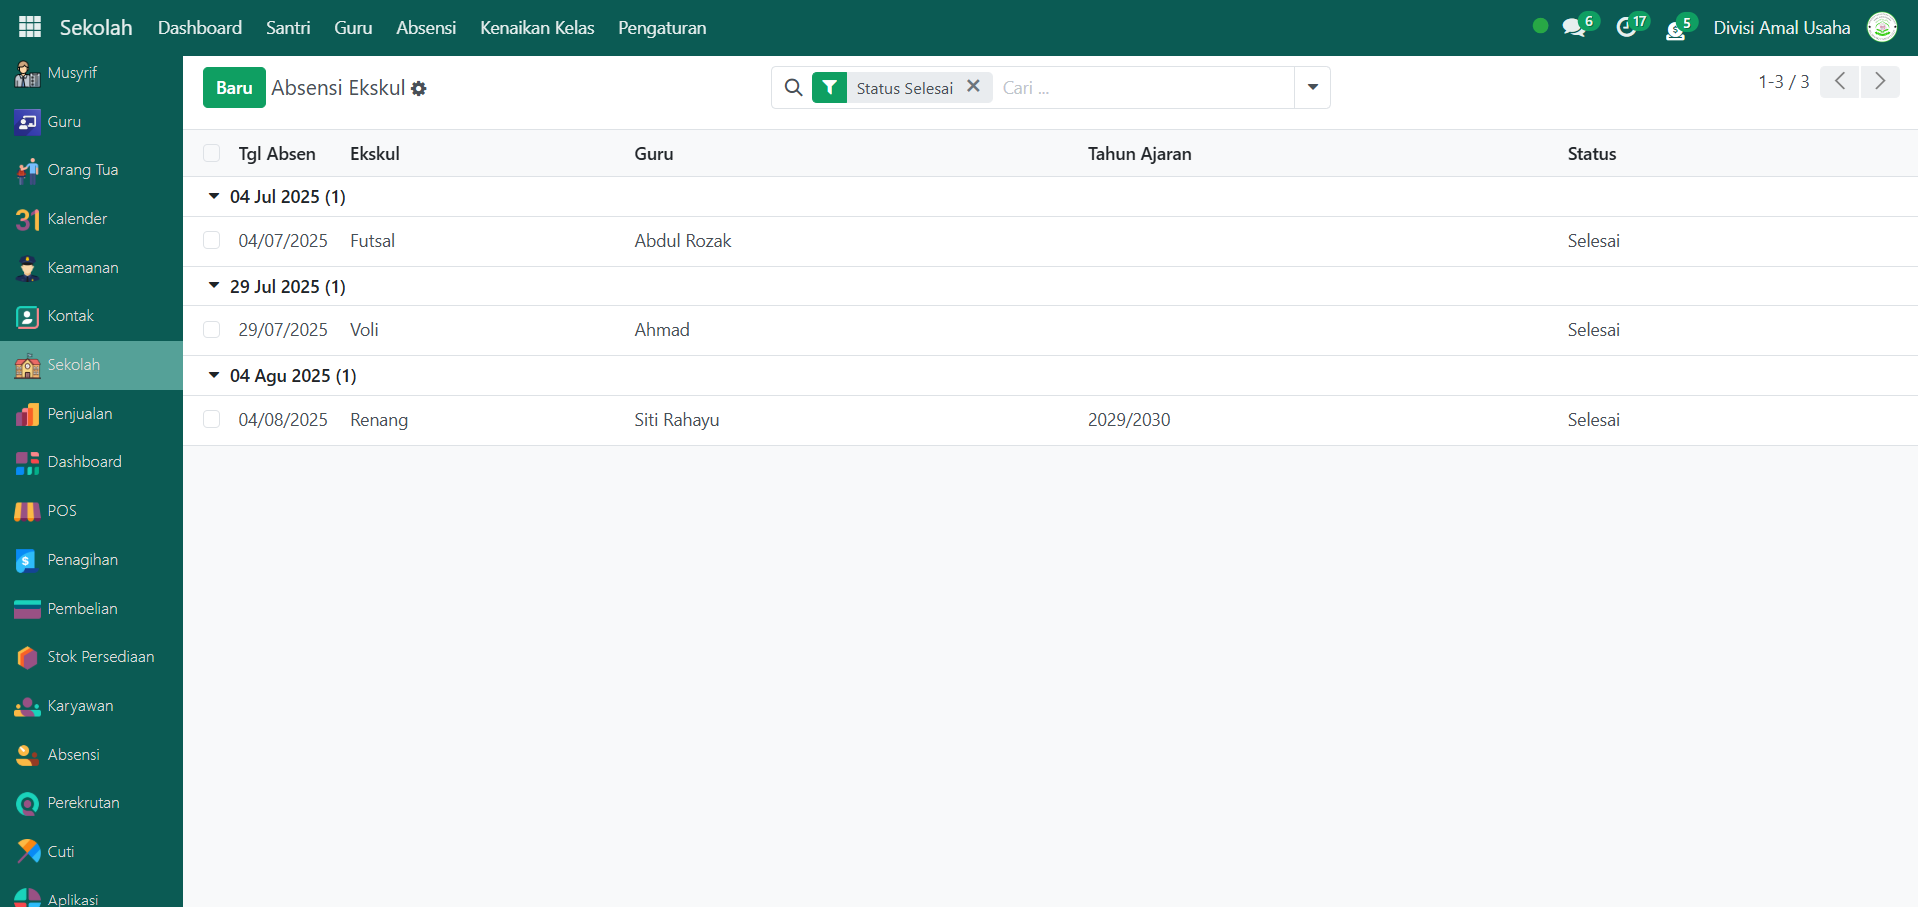 Sekolah Dashboard Santri Guru Absensi Kenaikan Kelas Pengaturan 6 17 5 Divisi Amal Usaha
Musyrif
Guru
Orang Tua
31 Kalender
Keamanan
Kontak
Sekolah
Penjualan
Dashboard
POS
$ Penagihan
Pembelian
Stok Persediaan
Karyawan
Absensi
Perekrutan
Cuti
Aplikasi
Baru Absensi Ekskul Status Selesai Cari ... 1-3 / 3
Tgl Absen Ekskul Guru Tahun Ajaran Status
04 Jul 2025 (1)
04/07/2025 Futsal Abdul Rozak Selesai
29 Jul 2025 (1)
29/07/2025 Voli Ahmad Selesai
04 Agu 2025 (1)
04/08/2025 Renang Siti Rahayu 2029/2030 Selesai